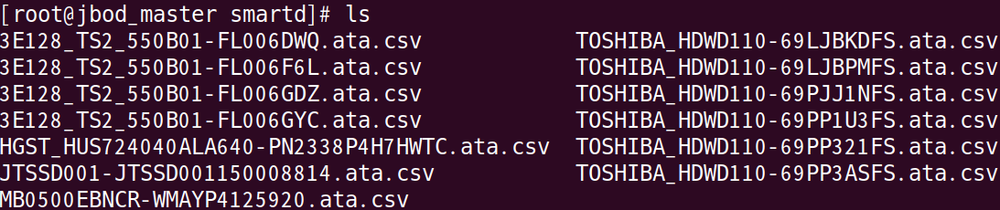 [root@jbod_master smartd]# ls
3E128_TS2_550B01-FL006DWQ.ata.csv TOSHIBA_HDWD110-69LJBKDFS.ata.csv
3E128_TS2_550B01-FL006F6L.ata.csv TOSHIBA_HDWD110-69LJBPMFS.ata.csv
3E128_TS2_550B01-FL006GDZ.ata.csv TOSHIBA_HDWD110-69PJJ1NFS.ata.csv
3E128_TS2_550B01-FL006GYC.ata.csv TOSHIBA_HDWD110-69PP1U3FS.ata.csv
HGST_HUS724040ALA640-PN2338P4H7HWTC.ata.csv TOSHIBA_HDWD110-69PP321FS.ata.csv
JTSSD001-JTSSD001150008814.ata.csv TOSHIBA_HDWD110-69PP3ASFS.ata.csv
MB0500EBNCR-WMAYP4125920.ata.csv